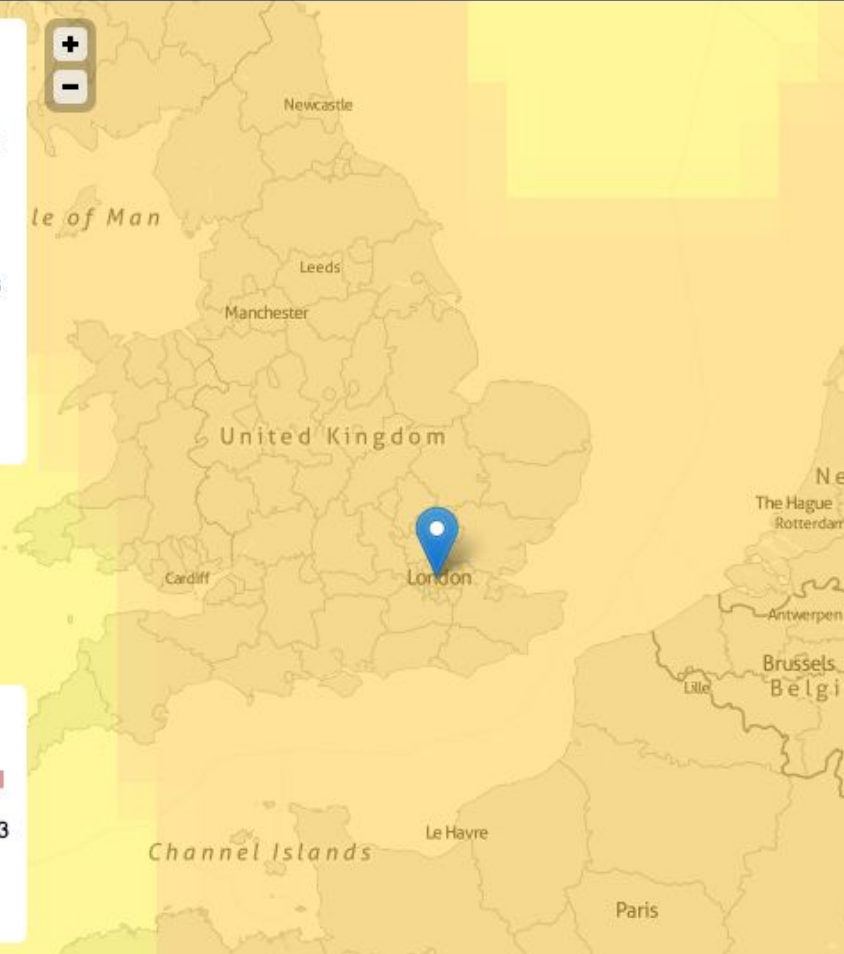 +
−
Newcastle
le of Man
Leeds
Manchester
United Kingdom
Ne
The Hague
Rotterdam
London
Cardiff
Antwerpen
Brussels
Lille
Belgi
3
Le Havre
Channel Islands
Paris